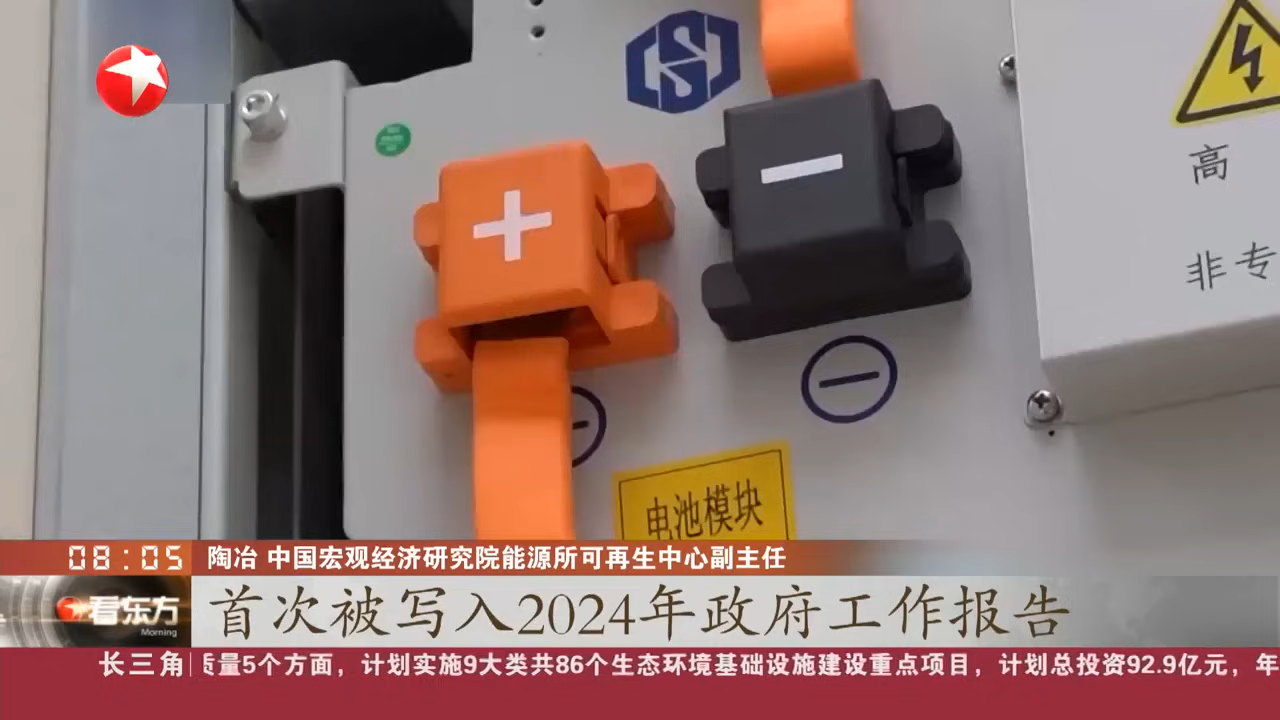 高
非专
电池模块
08:05
陶冶 中国宏观经济研究院能源所可再生中心副主任
看东方
Morning
首次被写入2024年政府工作报告
长三角 质量5个方面，计划实施9大类共86个生态环境基础设施建设重点项目，计划总投资92.9亿元，年